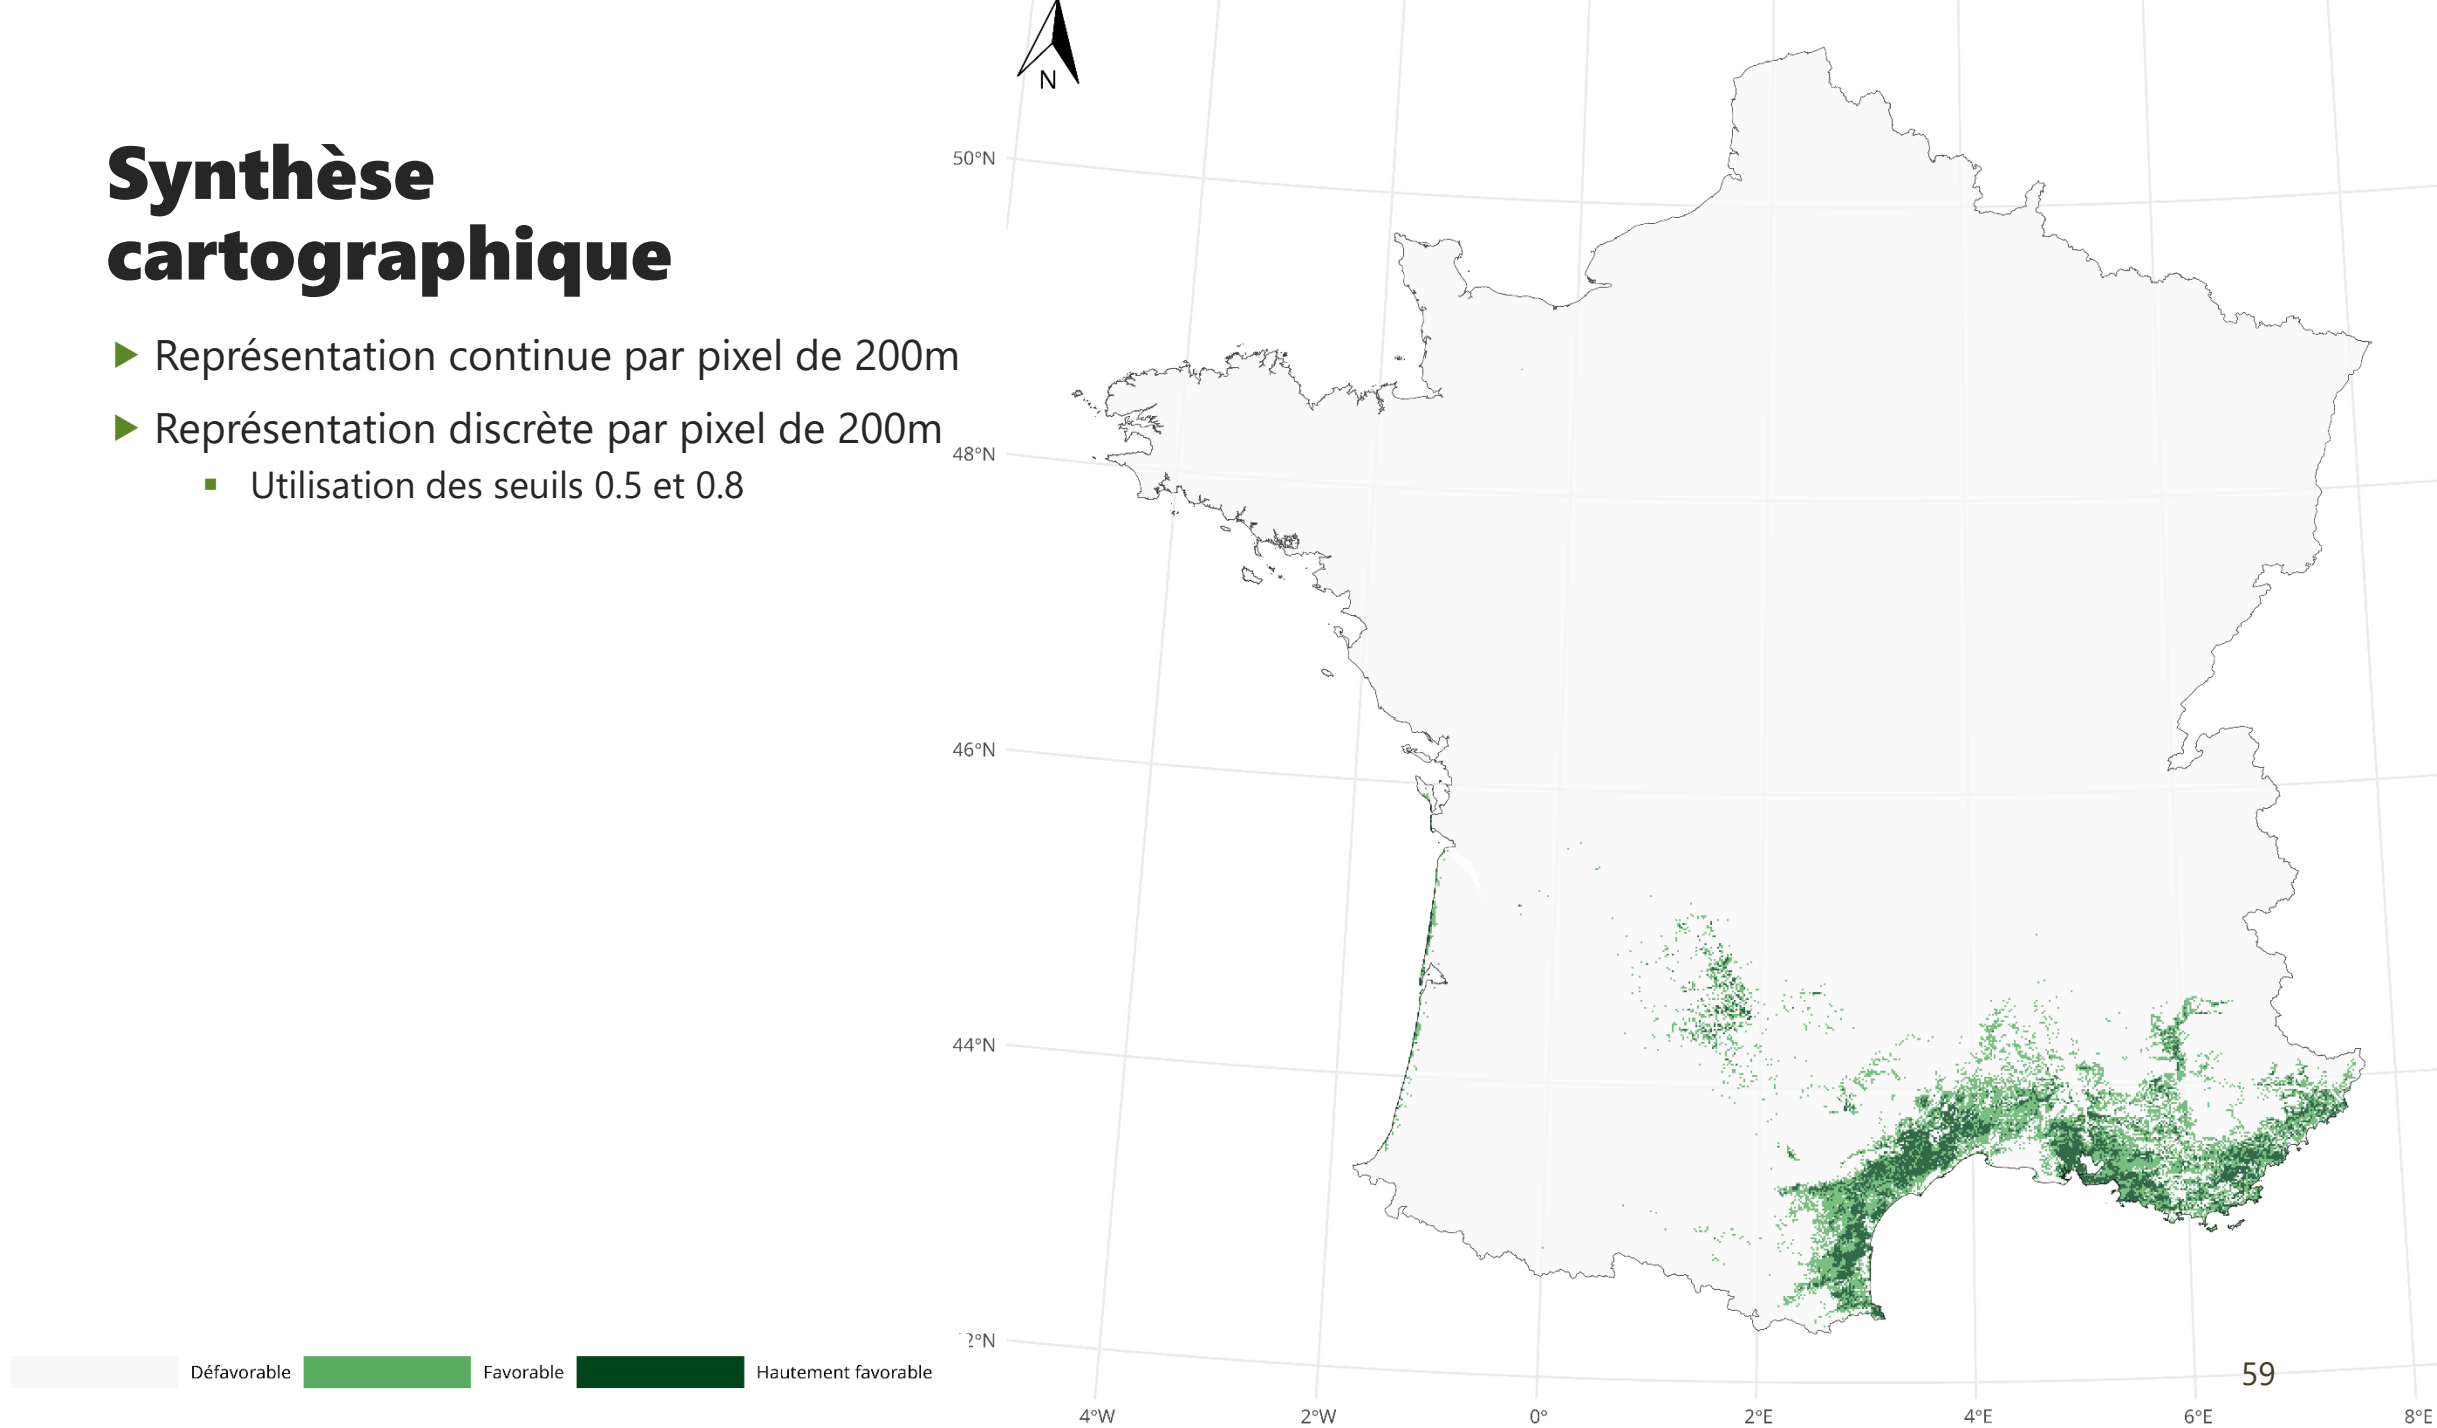 Synthèse
cartographique
Représentation continue par pixel de 200m
Représentation discrète par pixel de 200m
Utilisation des seuils 0.5 et 0.8
N
50°N
48°N
46°N
44°N
2°N
4°W
2°W
0°
2°E
4°E
6°E
8°E
Défavorable
Favorable
Hautement favorable
59